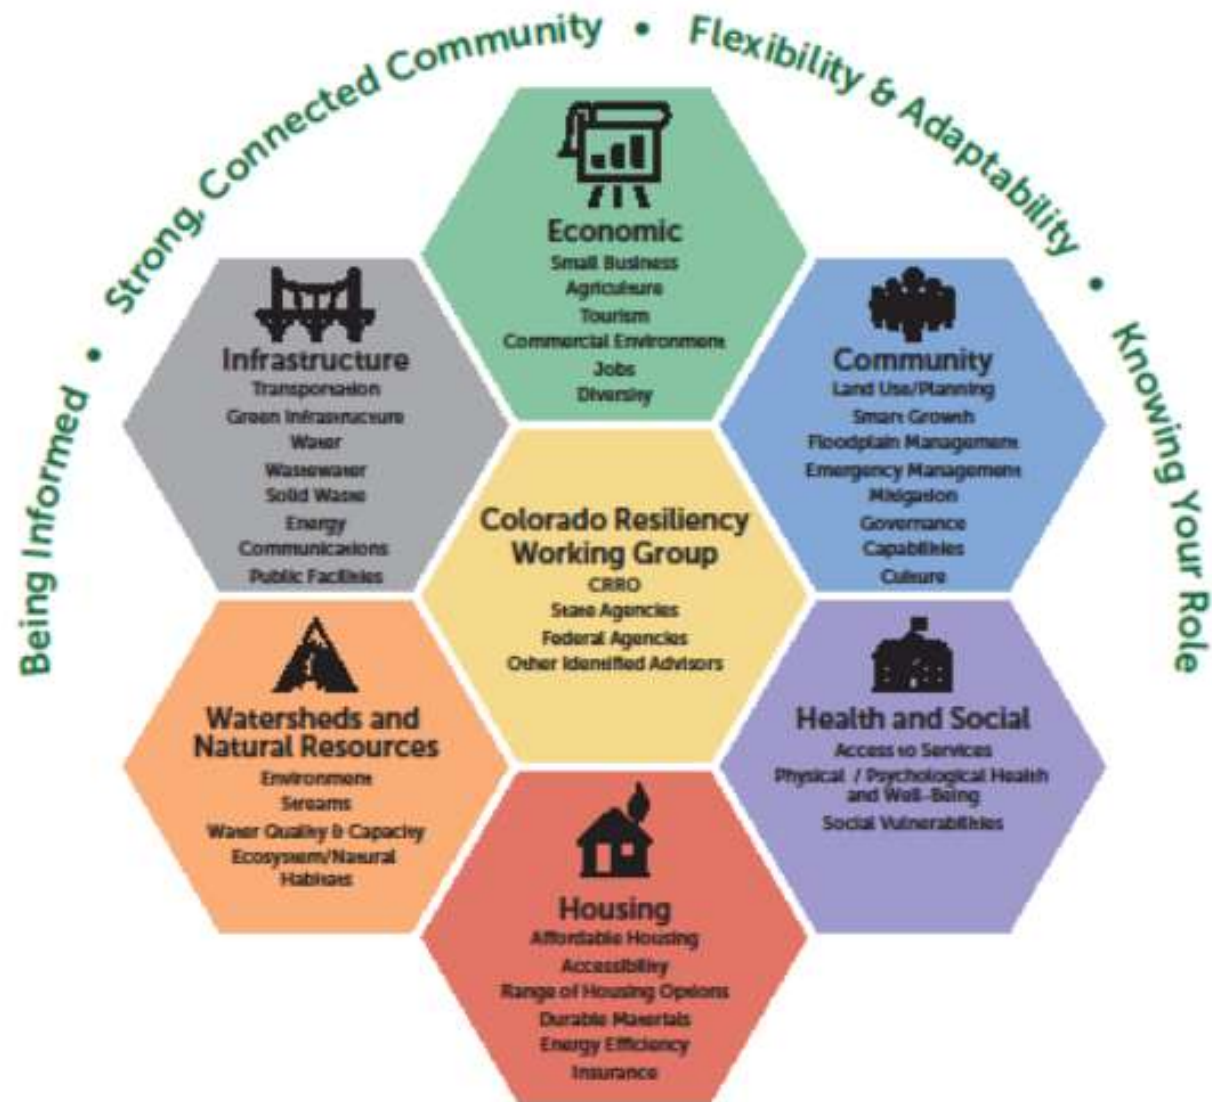 Being Informed • Strong, Connected Community • Flexibility & Adaptability • Knowing Your Role
Economic
Small Business
Agriculture
Tourism
Commercial Environment
Jobs
Diversity
Infrastructure
Transportation
Green Infrastructure
Water
Wastewater
Solid Waste
Energy
Communications
Public Facilities
Community
Land Use/Planning
Smart Growth
Floodplain Management
Emergency Management
Mitigation
Governance
Capabilities
Culture
Colorado Resiliency
Working Group
CRRO
State Agencies
Federal Agencies
Other Identified Advisors
Watersheds and
Natural Resources
Environment
Streams
Water Quality & Capacity
Ecosystem/Natural
Habitats
Health and Social
Access to Services
Physical / Psychological Health
and Well-Being
Social Vulnerabilities
Housing
Affordable Housing
Accessibility
Range of Housing Options
Durable Materials
Energy Efficiency
Insurance